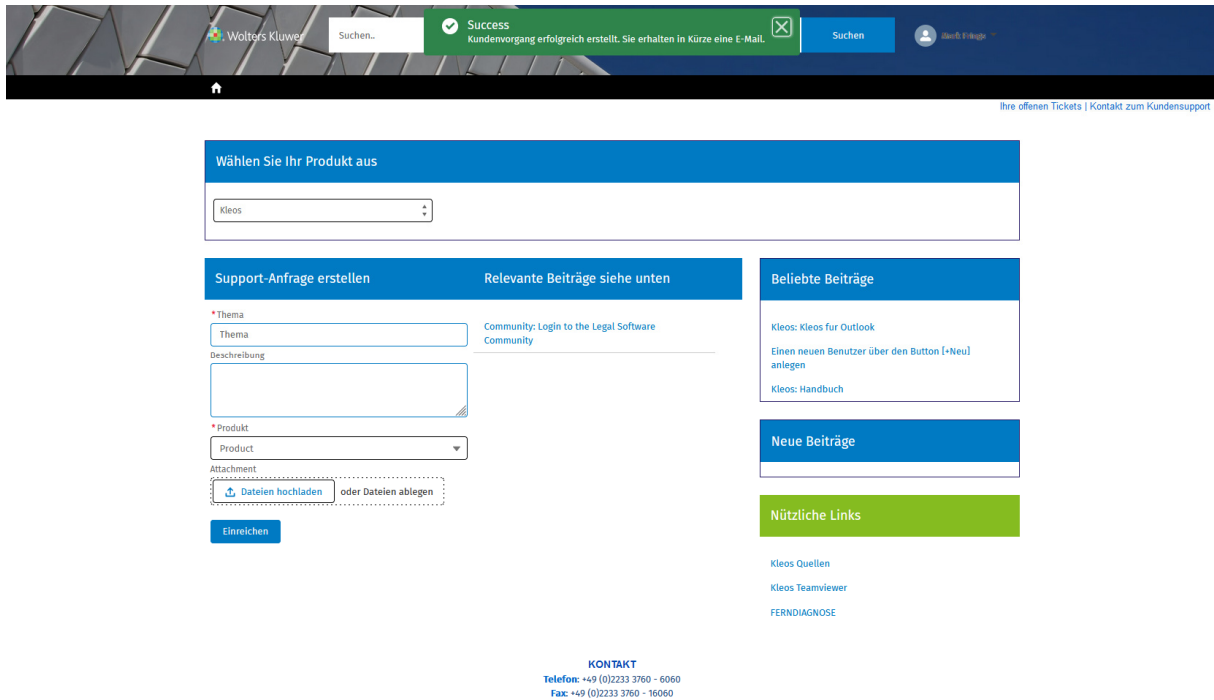 Wolters Kluwer
Suchen..
Success
Kundenvorgang erfolgreich erstellt. Sie erhalten in Kürze eine E-Mail.
Suchen
Ihre offenen Tickets | Kontakt zum Kundensupport
Wählen Sie Ihr Produkt aus
Kleos
Support-Anfrage erstellen
Relevante Beiträge siehe unten
*Thema
Thema
Beschreibung
*Produkt
Product
Attachment
Dateien hochladen oder Dateien ablegen
Einreichen
Community: Login to the Legal Software
Community
Beliebte Beiträge
Kleos: Kleos fur Outlook
Einen neuen Benutzer über den Button [+Neu]
anlegen
Kleos: Handbuch
Neue Beiträge
Nützliche Links
Kleos Quellen
Kleos Teamviewer
FERNDIAGNOSE
KONTAKT
Telefon: +49 (0)2233 3760 - 6060
Fax: +49 (0)2233 3760 - 16060